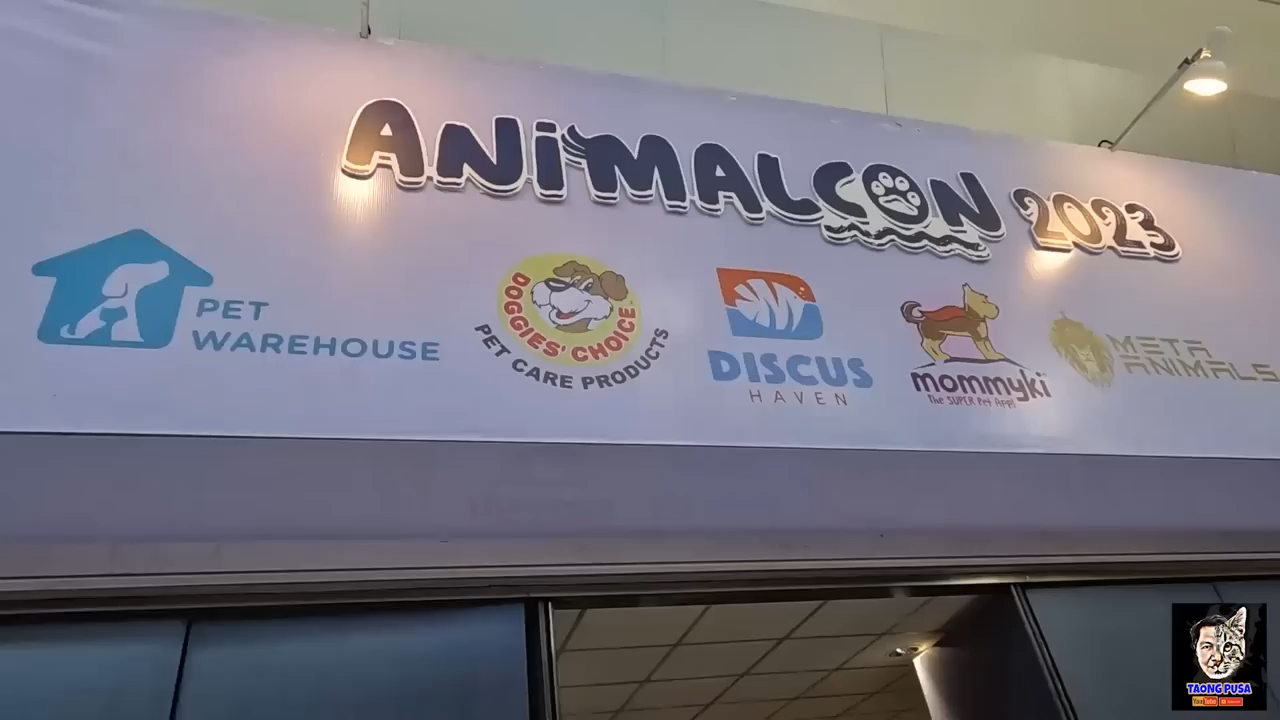 ANiMALCON 2023
PET
WAREHOUSE
DOGGIES' CHOICE
PET CARE PRODUCTS
DISCUS
HAVEN
mommyki
The SUPER Pet App!
META
ANIMALS
TAONG PUSA
YouTube